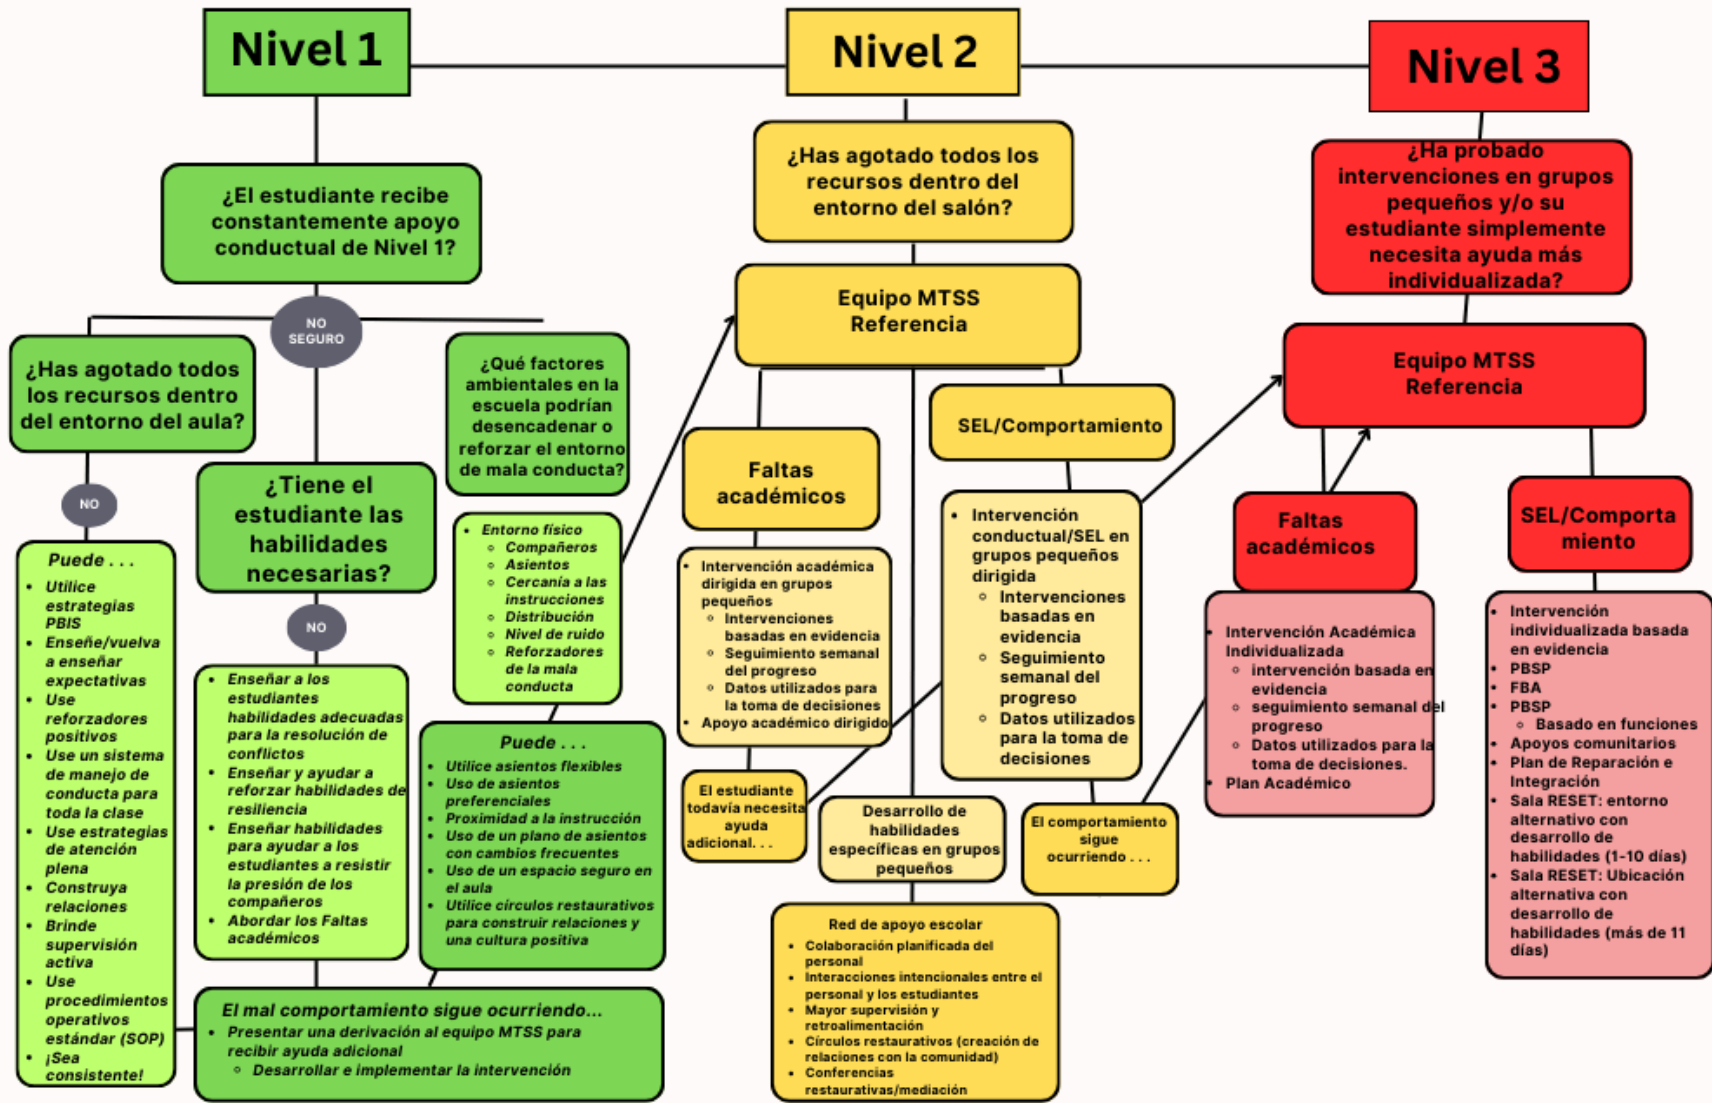 Nivel 1
¿El estudiante recibe
constantemente apoyo
conductual de Nivel 1?
NO
SEGURO
¿Has agotado todos
los recursos dentro
del entorno del aula?
NO
Puede . . .
• Utilice
estrategias
PBIS
• Enseñe/vuelva
a enseñar
expectativas
• Use
reforzadores
positivos
• Use un sistema
de manejo de
conducta para
toda la clase
• Use estrategias
de atención
plena
• Construya
relaciones
• Brinde
supervisión
activa
• Use
procedimientos
operativos
estándar (SOP)
• ¡Sea
consistente!
¿Tiene el
estudiante las
habilidades
necesarias?
NO
• Enseñar a los
estudiantes
habilidades adecuadas
para la resolución de
conflictos
• Enseñar y ayudar a
reforzar habilidades de
resiliencia
• Enseñar habilidades
para ayudar a los
estudiantes a resistir
la presión de los
compañeros
• Abordar los Faltas
académicos
¿Qué factores
ambientales en la
escuela podrían
desencadenar o
reforzar el entorno
de mala conducta?
• Entorno físico
◦ Compañeros
◦ Asientos
◦ Cercanía a las
instrucciones
◦ Distribución
◦ Nivel de ruido
◦ Reforzadores
de la mala
conducta
Puede . . .
• Utilice asientos flexibles
• Uso de asientos
preferenciales
• Proximidad a la instrucción
• Uso de un plano de asientos
con cambios frecuentes
• Uso de un espacio seguro en
el aula
• Utilice círculos restaurativos
para construir relaciones y
una cultura positiva
El mal comportamiento sigue ocurriendo...
• Presentar una derivación al equipo MTSS para
recibir ayuda adicional
◦ Desarrollar e implementar la intervención
Nivel 2
¿Has agotado todos los
recursos dentro del
entorno del salón?
Equipo MTSS
Referencia
Faltas
académicos
• Intervención académica
dirigida en grupos
pequeños
◦ Intervenciones
basadas en evidencia
◦ Seguimiento semanal
del progreso
◦ Datos utilizados para
la toma de decisiones
• Apoyo académico dirigido
El estudiante
todavía necesita
ayuda
adicional. . .
SEL/Comportamiento
• Intervención
conductual/SEL en
grupos pequeños
dirigida
◦ Intervenciones
basadas en
evidencia
◦ Seguimiento
semanal del
progreso
◦ Datos utilizados
para la toma de
decisiones
El comportamiento
sigue
ocurriendo . . .
Desarrollo de
habilidades
específicas en grupos
pequeños
Red de apoyo escolar
• Colaboración planificada del
personal
• Interacciones intencionales entre el
personal y los estudiantes
• Mayor supervisión y
retroalimentación
• Círculos restaurativos (creación de
relaciones con la comunidad)
• Conferencias
restaurativas/mediación
Nivel 3
¿Ha probado
intervenciones en grupos
pequeños y/o su
estudiante simplemente
necesita ayuda más
individualizada?
Equipo MTSS
Referencia
Faltas
académicos
• Intervención Académica
Individualizada
◦ intervención basada en
evidencia
◦ seguimiento semanal del
progreso
◦ Datos utilizados para la
toma de decisiones.
• Plan Académico
SEL/Comporta
miento
• Intervención
individualizada basada
en evidencia
• PBSP
• FBA
• PBSP
◦ Basado en funciones
• Apoyos comunitarios
• Plan de Reparación e
Integración
• Sala RESET: entorno
alternativo con
desarrollo de
habilidades (1-10 días)
• Sala RESET: Ubicación
alternativa con
desarrollo de
habilidades (más de 11
días)